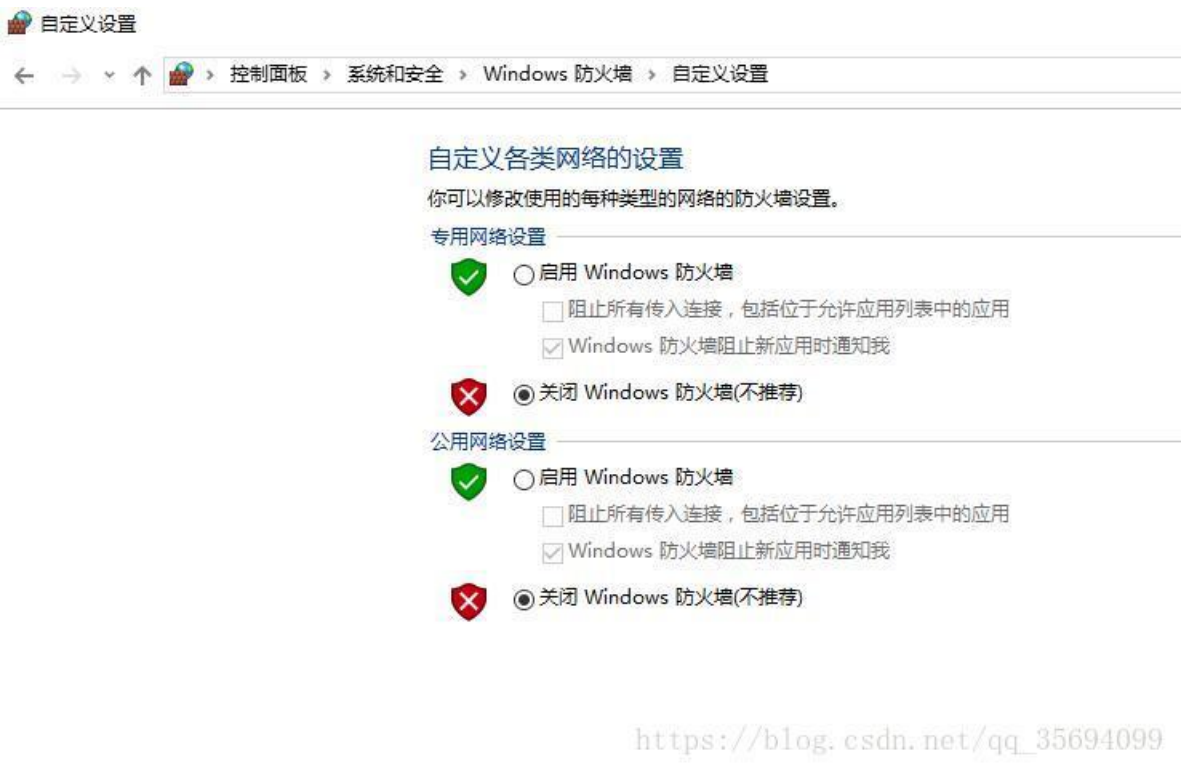 自定义设置
控制面板 › 系统和安全 › Windows 防火墙 › 自定义设置
自定义各类网络的设置
你可以修改使用的每种类型的网络的防火墙设置。
专用网络设置
启用 Windows 防火墙
阻止所有传入连接，包括位于允许应用列表中的应用
Windows 防火墙阻止新应用时通知我
关闭 Windows 防火墙(不推荐)
公用网络设置
启用 Windows 防火墙
阻止所有传入连接，包括位于允许应用列表中的应用
Windows 防火墙阻止新应用时通知我
关闭 Windows 防火墙(不推荐)
https://blog.csdn.net/qq_35694099